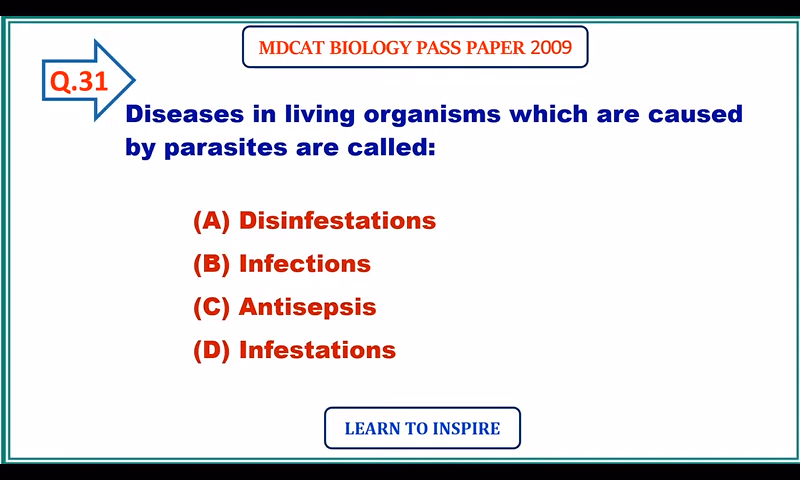 MDCAT BIOLOGY PASS PAPER 2009
Q.31
Diseases in living organisms which are caused
by parasites are called:
(A) Disinfestations
(B) Infections
(C) Antisepsis
(D) Infestations
LEARN TO INSPIRE